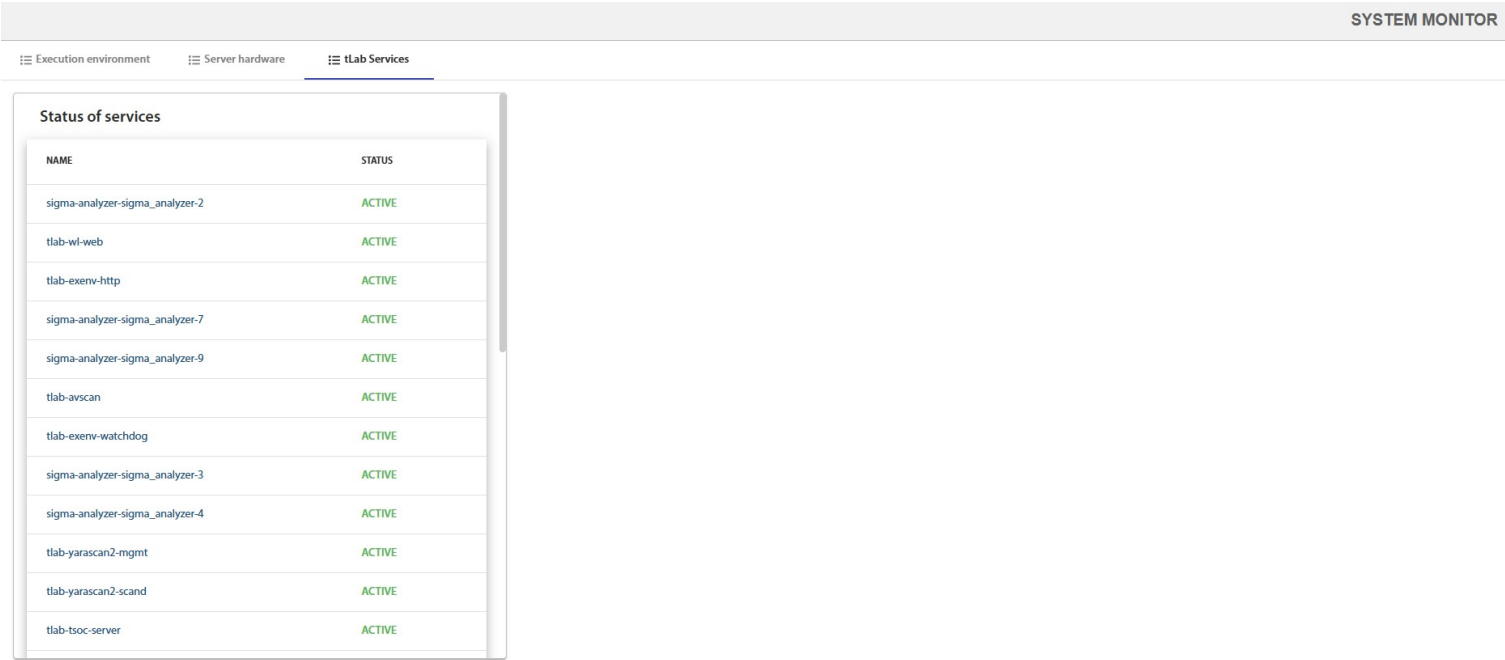 SYSTEM MONITOR
Execution environment Server hardware tLab Services
Status of services
NAME STATUS
sigma-analyzer-sigma_analyzer-2 ACTIVE
tlab-wl-web ACTIVE
tlab-exenv-http ACTIVE
sigma-analyzer-sigma_analyzer-7 ACTIVE
sigma-analyzer-sigma_analyzer-9 ACTIVE
tlab-avscan ACTIVE
tlab-exenv-watchdog ACTIVE
sigma-analyzer-sigma_analyzer-3 ACTIVE
sigma-analyzer-sigma_analyzer-4 ACTIVE
tlab-yarascan2-mgmt ACTIVE
tlab-yarascan2-scand ACTIVE
tlab-tsoc-server ACTIVE